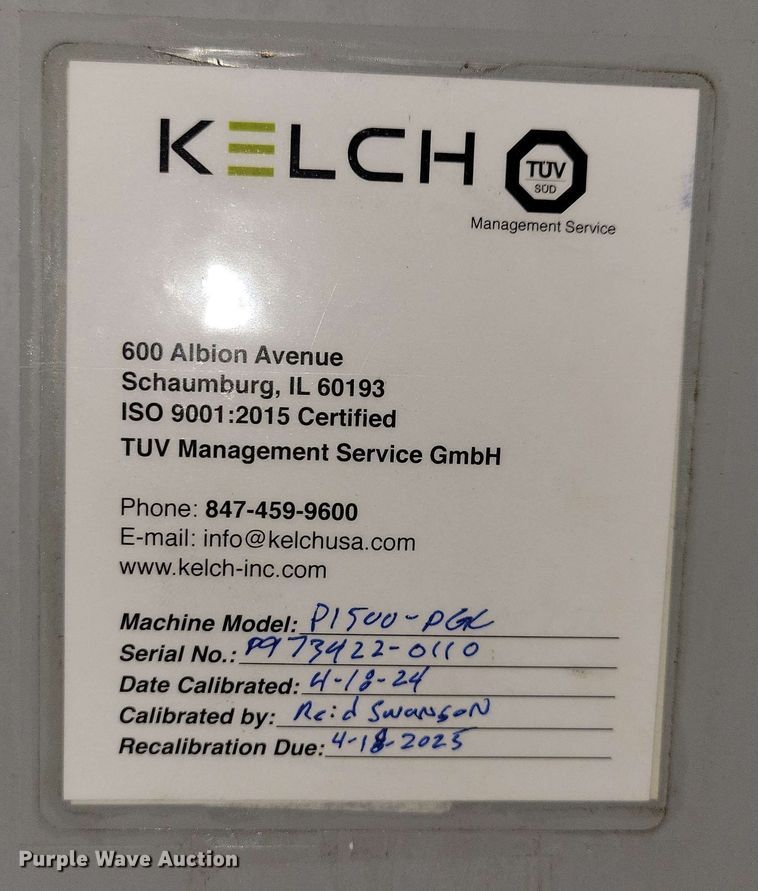 KELCH
TÜV
SÜD
Management Service
600 Albion Avenue
Schaumburg, IL 60193
ISO 9001:2015 Certified
TUV Management Service GmbH
Phone: 847-459-9600
E-mail: info@kelchusa.com
www.kelch-inc.com
Machine Model: P1500-PGC
Serial No.: P973422-0110
Date Calibrated: 4-18-24
Calibrated by: Reid Swanson
Recalibration Due: 4-18-2025
Purple Wave Auction